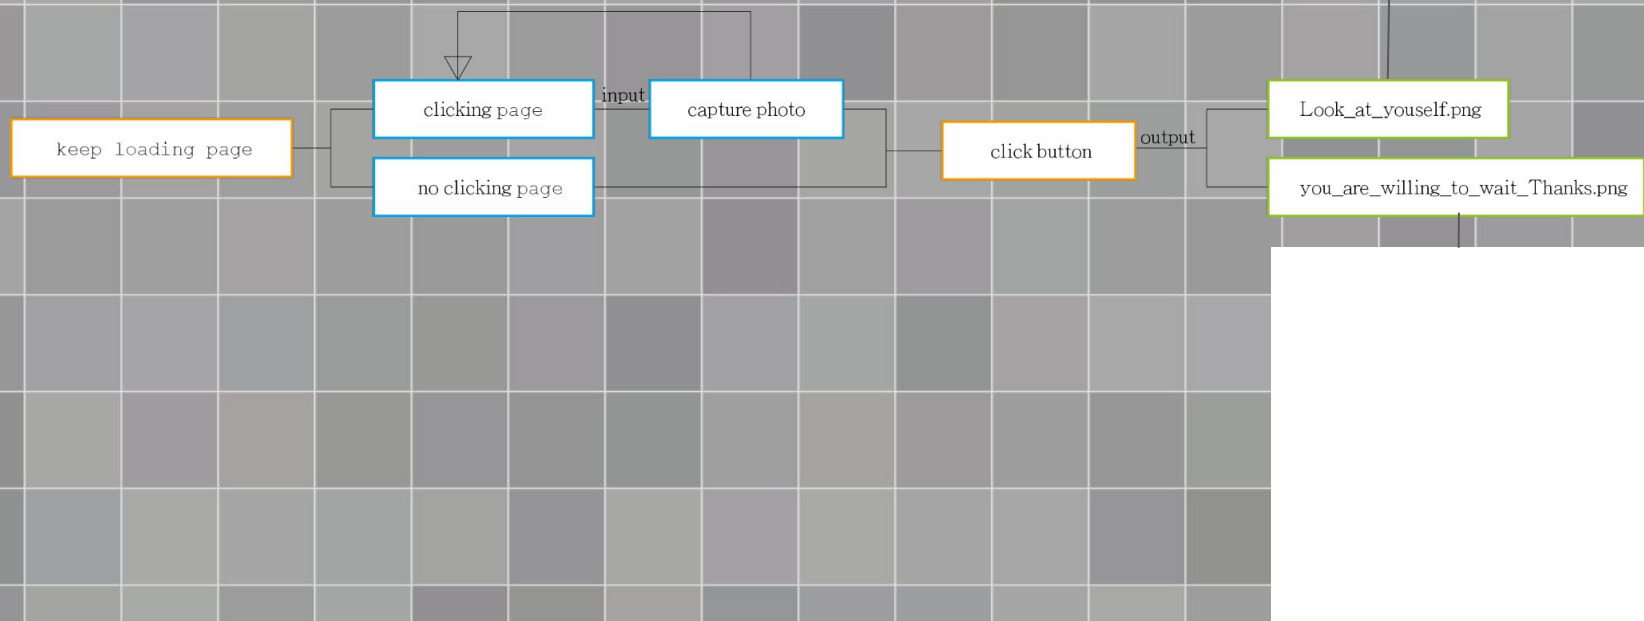 clicking page
input
capture photo
Look_at_youself.png
keep loading page
click button
output
no clicking page
you_are_willing_to_wait_Thanks.png